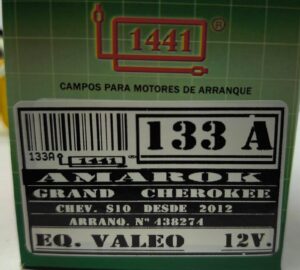 1441®
CAMPOS PARA MOTORES DE ARRANQUE
133 A
133A 1441
AMAROK
GRAND CHEROKEE
CHEV. S10 DESDE 2012
ARRANQ. Nº 438274
EQ. VALEO 12V.